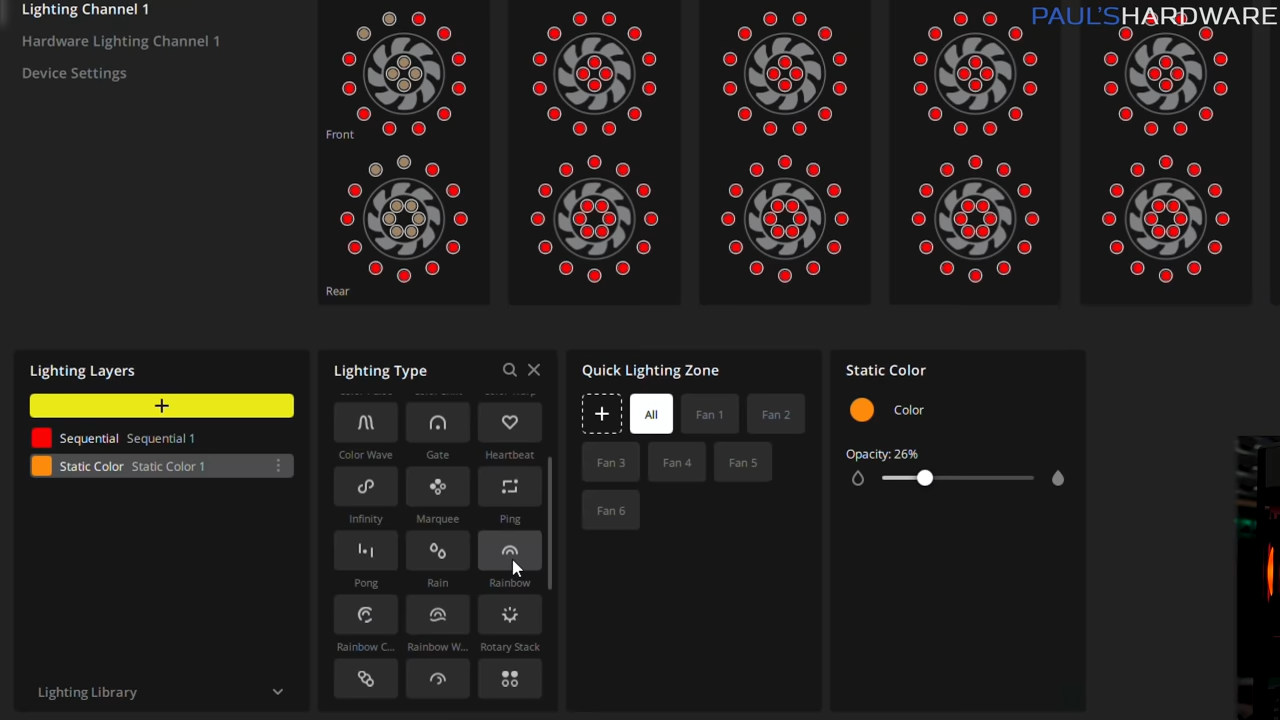 Lighting Channel 1
PAUL'SHARDWARE
Hardware Lighting Channel 1
Device Settings
Front
Rear
Lighting Layers
Lighting Type
Quick Lighting Zone
Static Color
+
+ All Fan 1 Fan 2
Color
Sequential Sequential 1
Color Wave Gate Heartbeat
Opacity: 26%
Static Color Static Color 1
Fan 3 Fan 4 Fan 5
Fan 6
Infinity Marquee Ping
Pong Rain Rainbow
Rainbow C... Rainbow W... Rotary Stack
Lighting Library